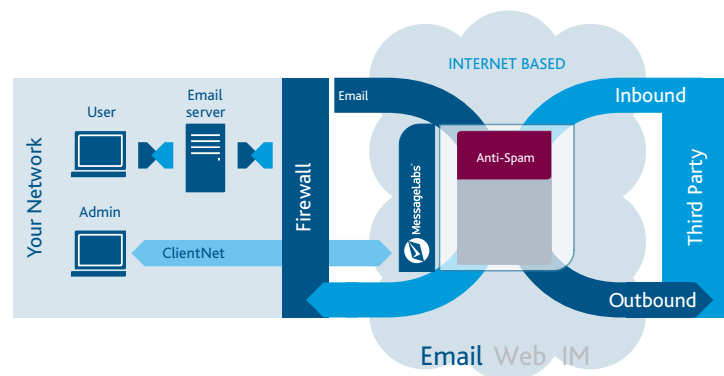 INTERNET BASED
Your Network
User
Email
server
Admin
ClientNet
Firewall
Email
MessageLabs
Anti-Spam
Inbound
Third Party
Outbound
Email Web IM